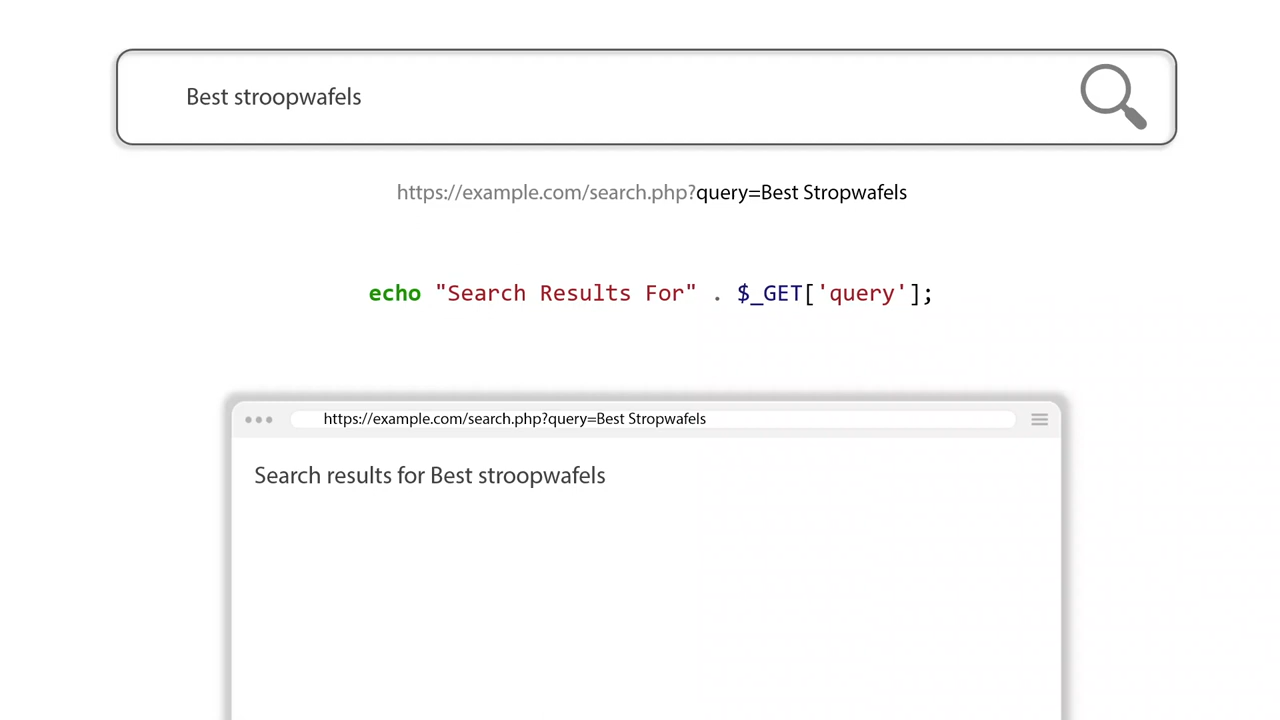 Best stroopwafels
https://example.com/search.php?query=Best Stropwafels
echo "Search Results For" . $_GET['query'];
https://example.com/search.php?query=Best Stropwafels
Search results for Best stroopwafels